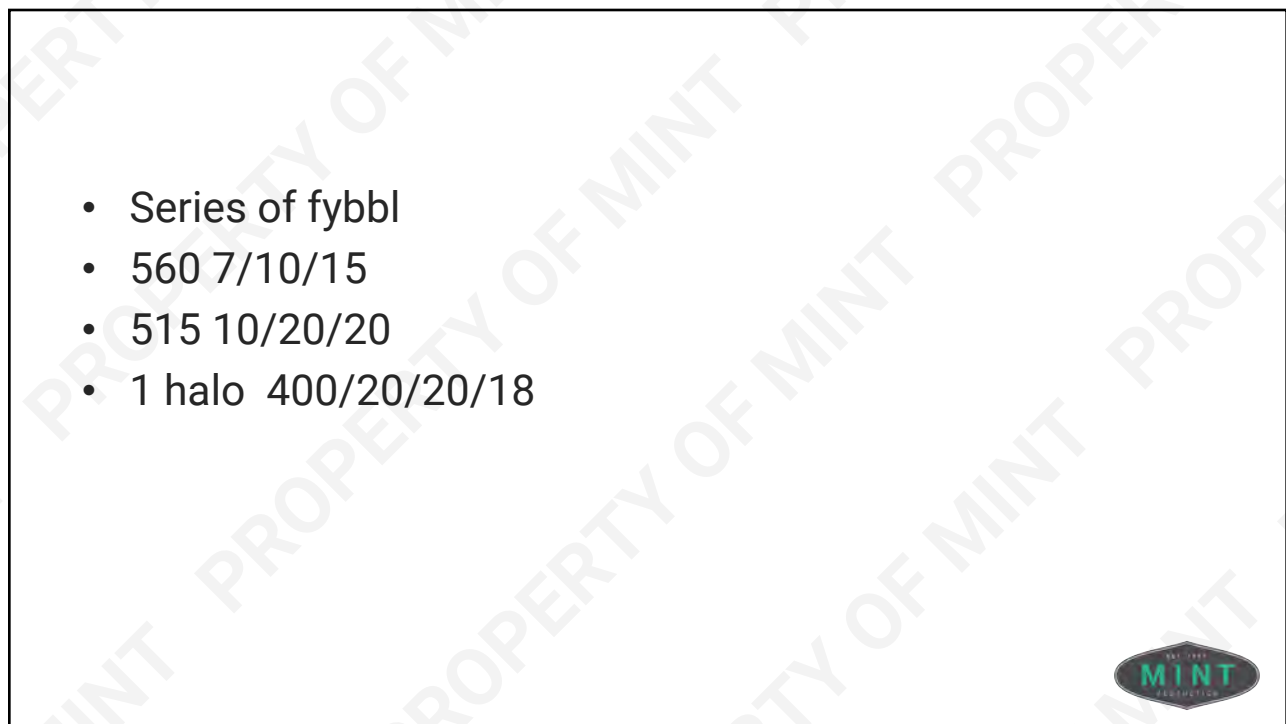 • Series of fybbl
• 560 7/10/15
• 515 10/20/20
• 1 halo  400/20/20/18
PROPERTY OF MINT
MINT